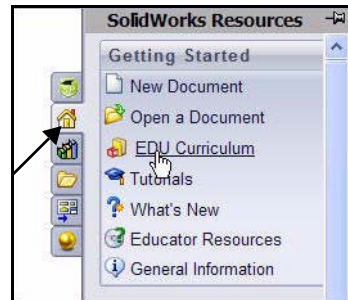 SolidWorks Resources
Getting Started
New Document
Open a Document
EDU Curriculum
Tutorials
What's New
Educator Resources
General Information